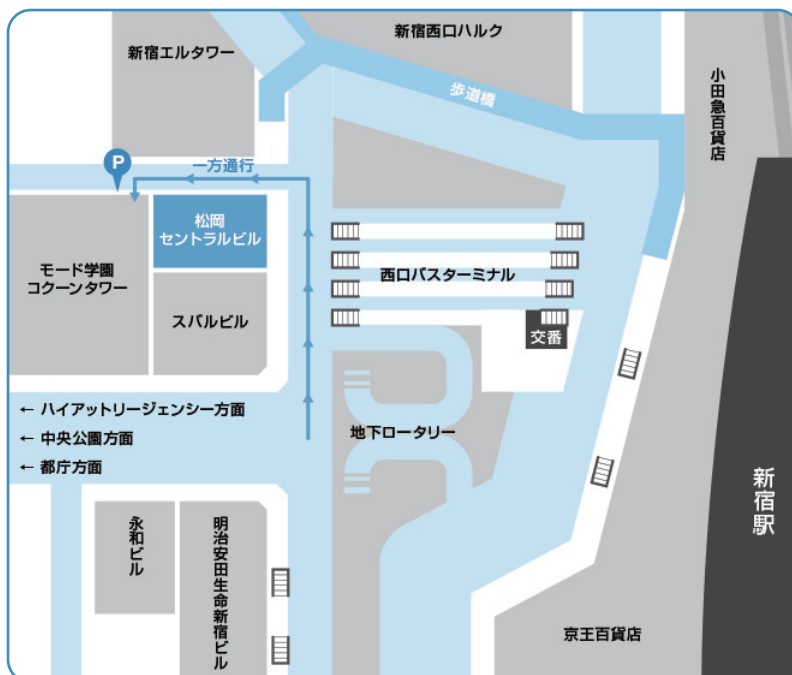 新宿西口ハルク
新宿エルタワー
歩道橋
小田急百貨店
P
一方通行
松岡
セントラルビル
モード学園
コクーンタワー
西口バスターミナル
スバルビル
交番
← ハイアットリージェンシー方面
← 中央公園方面
← 都庁方面
地下ロータリー
新宿駅
永和ビル
明治安田生命新宿ビル
京王百貨店